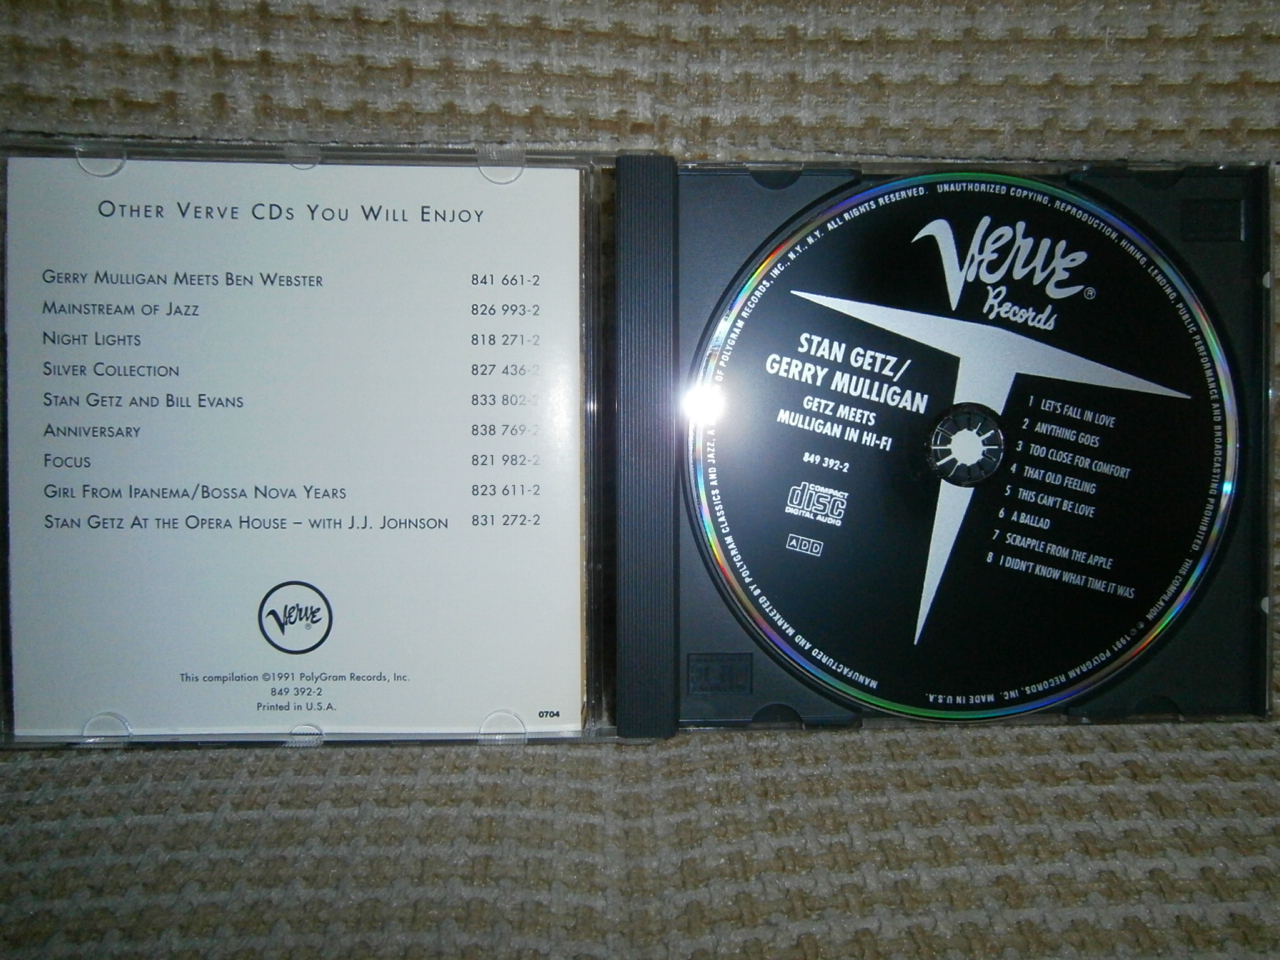 OTHER VERVE CDS YOU WILL ENJOY
GERRY MULLIGAN MEETS BEN WEBSTER 841 661-2
MAINSTREAM OF JAZZ 826 993-2
NIGHT LIGHTS 818 271-2
SILVER COLLECTION 827 436-2
STAN GETZ AND BILL EVANS 833 802-2
ANNIVERSARY 838 769-2
FOCUS 821 982-2
GIRL FROM IPANEMA/BOSSA NOVA YEARS 823 611-2
STAN GETZ AT THE OPERA HOUSE – WITH J.J. JOHNSON 831 272-2
Verve
®
This compilation ©1991 PolyGram Records, Inc.
849 392-2
Printed in U.S.A.
0704
Verve ®
Records
STAN GETZ/
GERRY MULLIGAN
GETZ MEETS
MULLIGAN IN HI-FI
849 392-2
COMPACT
disc
DIGITAL AUDIO
ADD
1 LET'S FALL IN LOVE
2 ANYTHING GOES
3 TOO CLOSE FOR COMFORT
4 THAT OLD FEELING
5 THIS CAN'T BE LOVE
6 A BALLAD
7 SCRAPPLE FROM THE APPLE
8 I DIDN'T KNOW WHAT TIME IT WAS
MANUFACTURED AND MARKETED BY POLYGRAM CLASSICS AND JAZZ, OF POLYGRAM RECORDS, INC., N.Y., N.Y. ALL RIGHTS RESERVED. UNAUTHORIZED COPYING, REPRODUCTION, HIRING, LENDING, PUBLIC PERFORMANCE AND BROADCASTING PROHIBITED. THIS COMPILATION ℗ © 1991 POLYGRAM RECORDS, INC. MADE IN U.S.A.